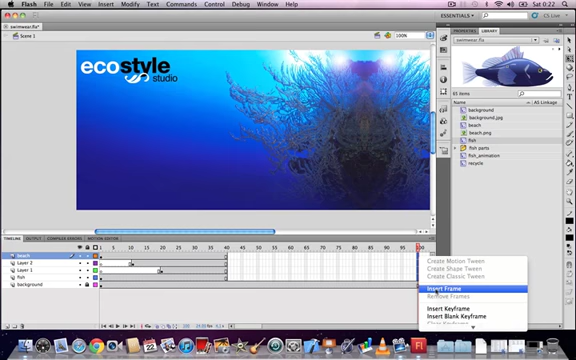 Flash File Edit View Insert Modify Text Commands Control Debug Window Help
Sat 0:22
swimwear.fla*
ESSENTIALS
CS Live
Scene 1
100%
PROPERTIES LIBRARY
swimwear.fla
ecostyle
studio
65 items
Name AS Linkage
background
background.jpg
beach
beach.png
fish
fish parts
fish_animation
recycle
TIMELINE COMPILER ERRORS MOTION EDITOR
beach
Layer 2
Layer 1
fish
background
Create Motion Tween
Create Shape Tween
Create Classic Tween
Insert Frame
Remove Frames
Insert Keyframe
Insert Blank Keyframe
Clear Keyframe